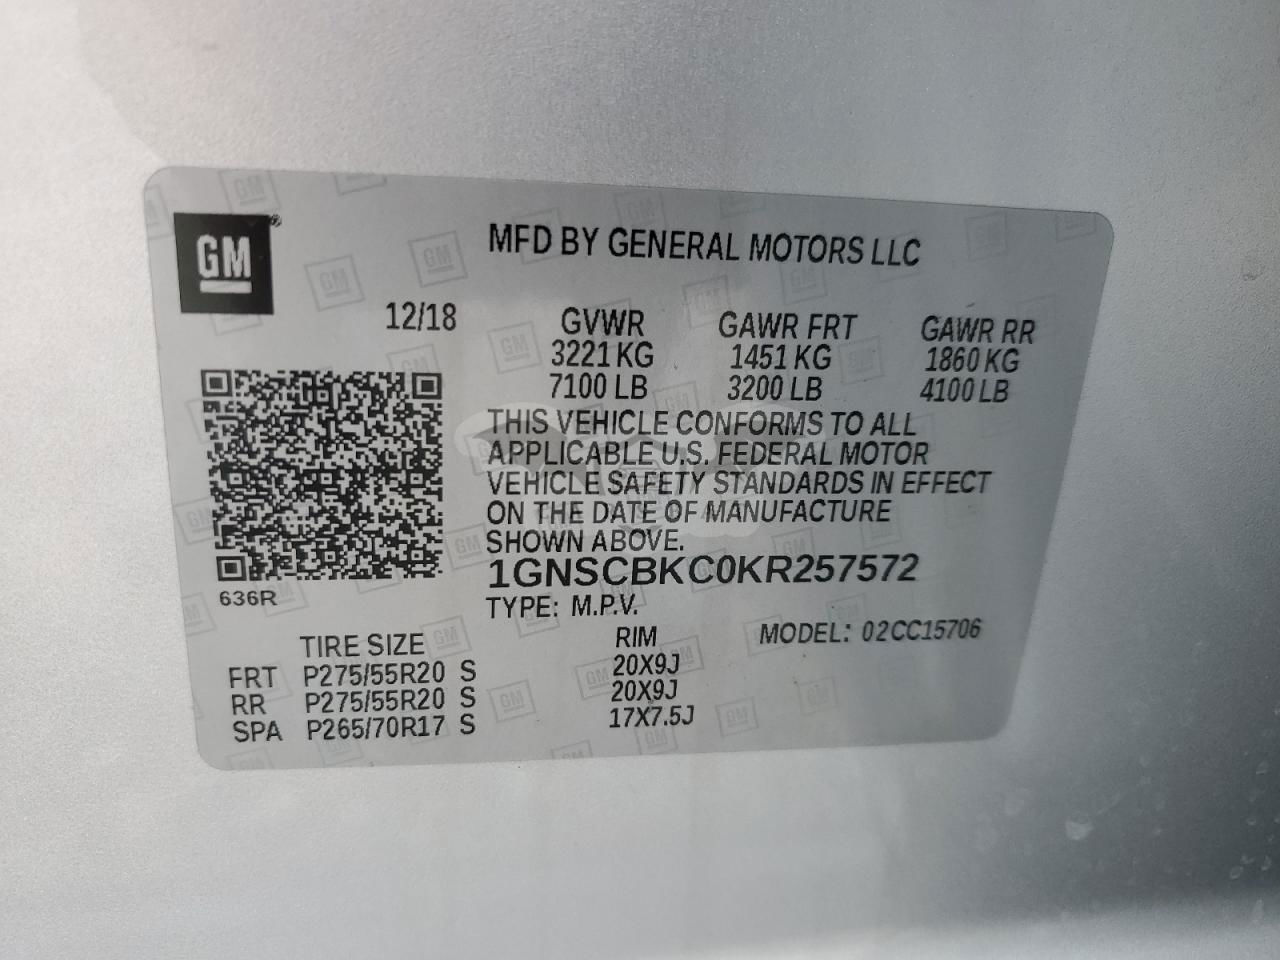 GM®
MFD BY GENERAL MOTORS LLC
12/18
GVWR GAWR FRT GAWR RR
3221 KG 1451 KG 1860 KG
7100 LB 3200 LB 4100 LB
THIS VEHICLE CONFORMS TO ALL
APPLICABLE U.S. FEDERAL MOTOR
VEHICLE SAFETY STANDARDS IN EFFECT
ON THE DATE OF MANUFACTURE
SHOWN ABOVE.
1GNSCBKC0KR257572
636R
TYPE: M.P.V.
MODEL: 02CC15706
TIRE SIZE RIM
FRT P275/55R20 S 20X9J
RR P275/55R20 S 20X9J
SPA P265/70R17 S 17X7.5J